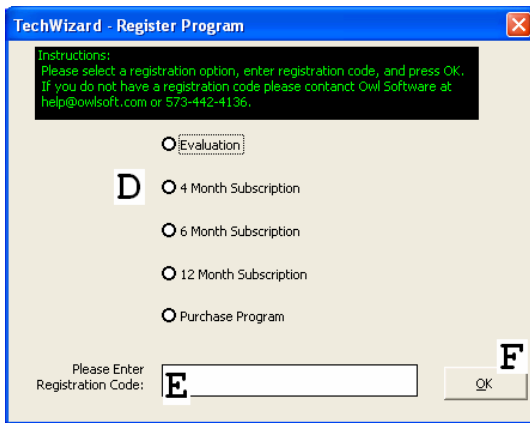 TechWizard - Register Program
Instructions:
Please select a registration option, enter registration code, and press OK.
If you do not have a registration code please contanct Owl Software at
help@owlsoft.com or 573-442-4136.
Evaluation
D
4 Month Subscription
6 Month Subscription
12 Month Subscription
Purchase Program
F
Please Enter
Registration Code:
E
OK